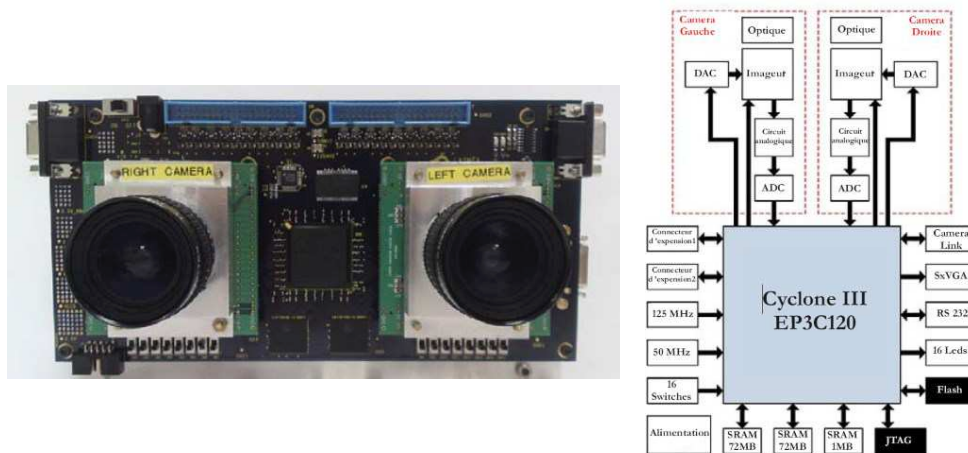 RIGHT CAMERA
LEFT CAMERA
Camera
Gauche
Optique
Imageur
DAC
Circuit
analogique
ADC
Optique
Camera
Droite
Imageur
DAC
Circuit
analogique
ADC
Connecteur
d'expension1
Connecteur
d'expension2
125 MHz
50 MHz
16
Switches
Alimentation
Cyclone III
EP3C120
Camera
Link
SxVGA
RS 232
16 Leds
Flash
SRAM
72MB
SRAM
72MB
SRAM
1MB
JTAG